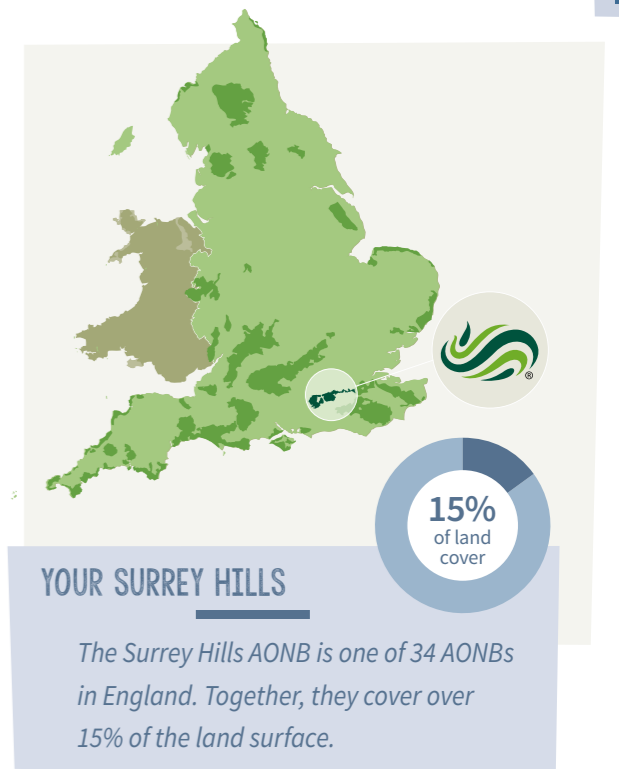 ®
15%
of land
cover
YOUR SURREY HILLS
The Surrey Hills AONB is one of 34 AONBs
in England. Together, they cover over
15% of the land surface.